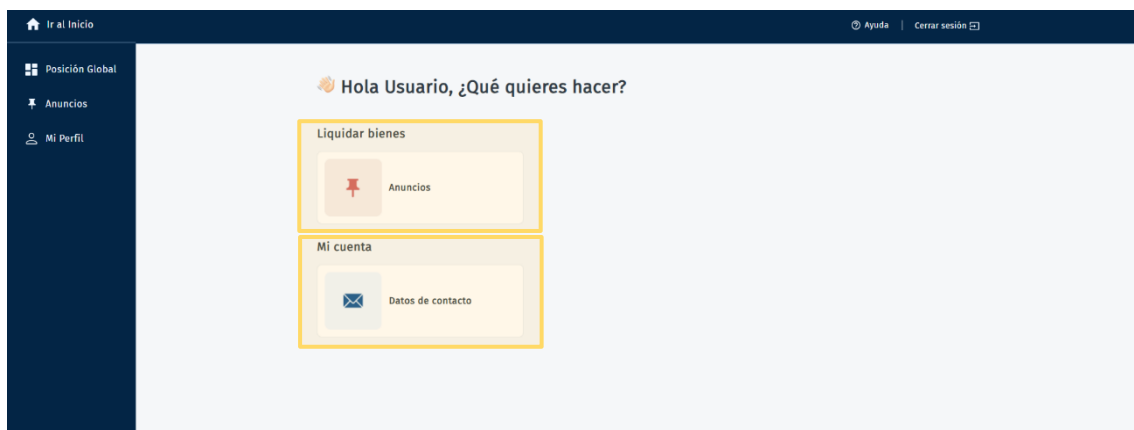 Ir al Inicio
Ayuda | Cerrar sesión
Posición Global
Anuncios
Mi Perfil
Hola Usuario, ¿Qué quieres hacer?
Liquidar bienes
Anuncios
Mi cuenta
Datos de contacto